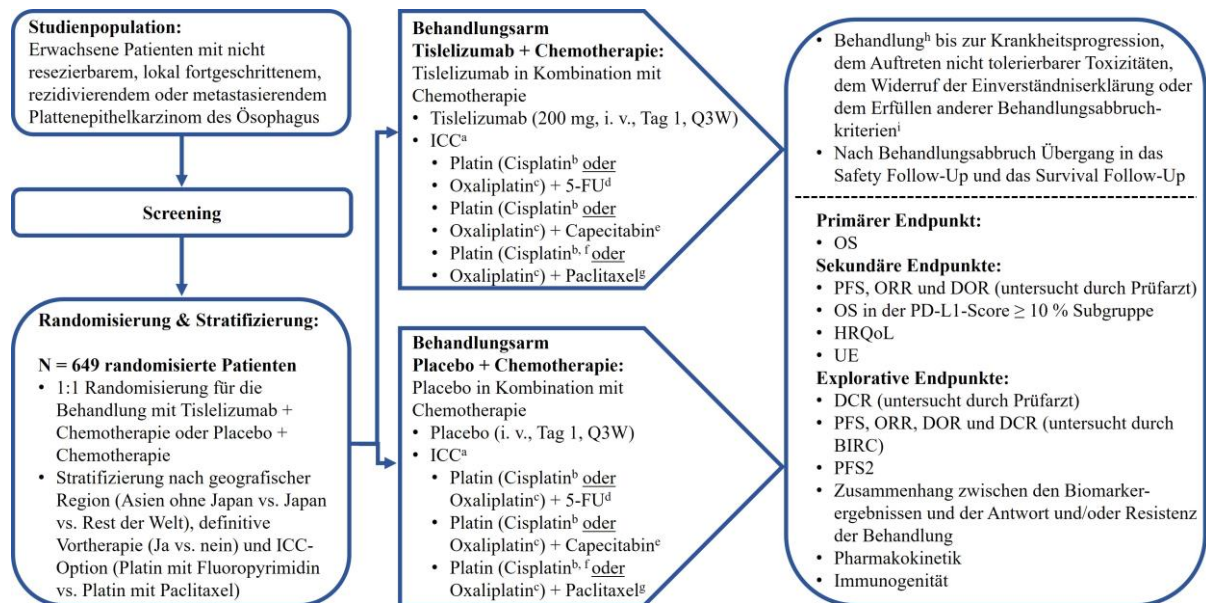 Studienpopulation:
Erwachsene Patienten mit nicht
resezierbarem, lokal fortgeschrittenem,
rezidivierendem oder metastasierendem
Plattenepithelkarzinom des Ösophagus
Screening
Randomisierung & Stratifizierung:
N = 649 randomisierte Patienten
• 1:1 Randomisierung für die
Behandlung mit Tislelizumab +
Chemotherapie oder Placebo +
Chemotherapie
• Stratifizierung nach geografischer
Region (Asien ohne Japan vs. Japan
vs. Rest der Welt), definitive
Vortherapie (Ja vs. nein) und ICC-
Option (Platin mit Fluoropyrimidin
vs. Platin mit Paclitaxel)
Behandlungsarm
Tislelizumab + Chemotherapie:
Tislelizumab in Kombination mit
Chemotherapie
• Tislelizumab (200 mg, i. v., Tag 1, Q3W)
• ICCᵃ
• Platin (Cisplatinᵇ oder
• Oxaliplatinᶜ) + 5-FUᵈ
• Platin (Cisplatinᵇ oder
• Oxaliplatinᶜ) + Capecitabinᵉ
• Platin (Cisplatinᵇ, ᶠ oder
• Oxaliplatinᶜ) + Paclitaxelᵍ
Behandlungsarm
Placebo + Chemotherapie:
Placebo in Kombination mit
Chemotherapie
• Placebo (i. v., Tag 1, Q3W)
• ICCᵃ
• Platin (Cisplatinᵇ oder
Oxaliplatinᶜ) + 5-FUᵈ
• Platin (Cisplatinᵇ oder
Oxaliplatinᶜ) + Capecitabinᵉ
• Platin (Cisplatinᵇ, ᶠ oder
Oxaliplatinᶜ) + Paclitaxelᵍ
• Behandlungʰ bis zur Krankheitsprogression,
dem Auftreten nicht tolerierbarer Toxizitäten,
dem Widerruf der Einverständniserklärung oder
dem Erfüllen anderer Behandlungsabbruch-
kriterienⁱ
• Nach Behandlungsabbruch Übergang in das
Safety Follow-Up und das Survival Follow-Up
Primärer Endpunkt:
• OS
Sekundäre Endpunkte:
• PFS, ORR und DOR (untersucht durch Prüfarzt)
• OS in der PD-L1-Score ≥ 10 % Subgruppe
• HRQoL
• UE
Explorative Endpunkte:
• DCR (untersucht durch Prüfarzt)
• PFS, ORR, DOR und DCR (untersucht durch
BIRC)
• PFS2
• Zusammenhang zwischen den Biomarker-
ergebnissen und der Antwort und/oder Resistenz
der Behandlung
• Pharmakokinetik
• Immunogenität